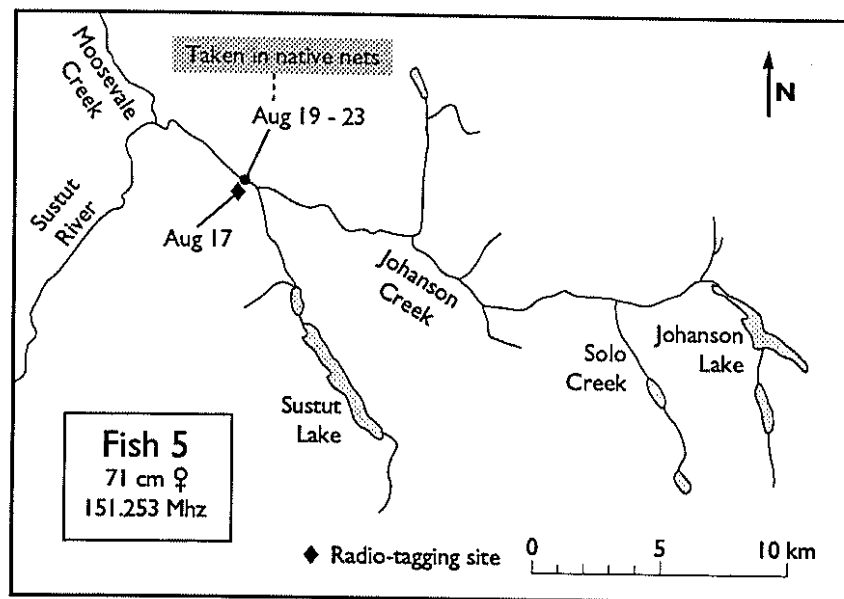 Moosevale
Creek
Taken in native nets
Aug 19 - 23
N
Sustut
River
Aug 17
Johanson
Creek
Solo
Creek
Johanson
Lake
Sustut
Lake
Fish 5
71 cm ♀
151.253 Mhz
♦ Radio-tagging site
0 5 10 km